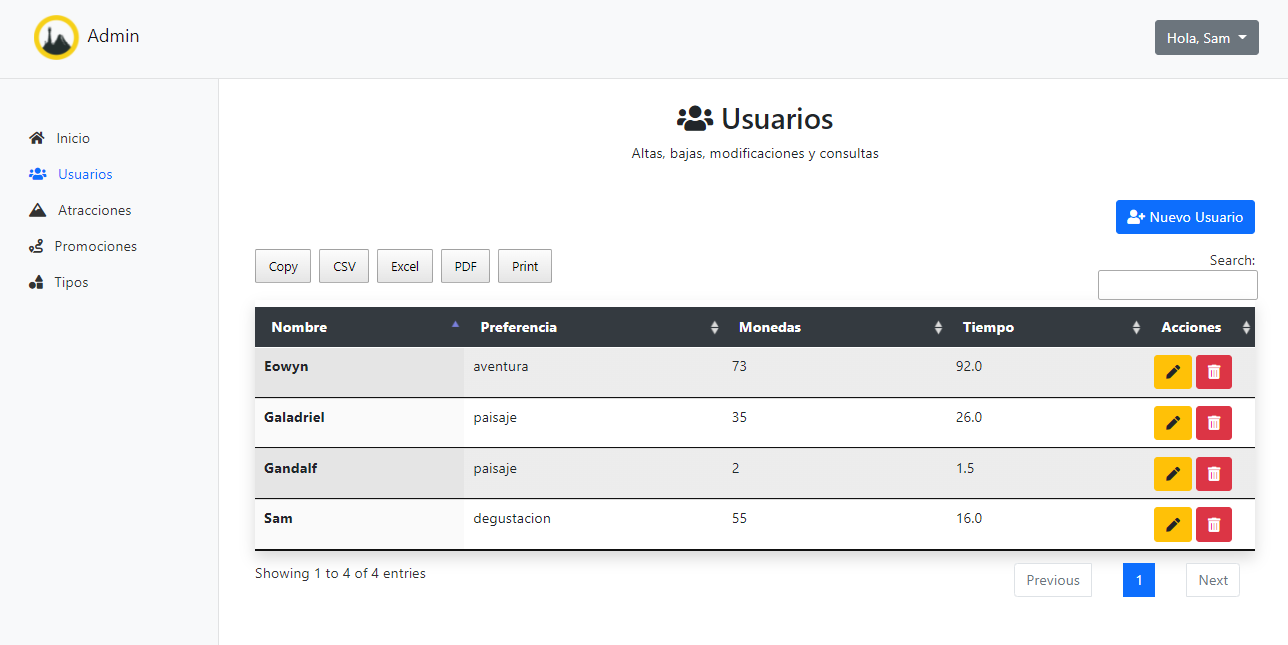 Admin
Hola, Sam
Inicio
Usuarios
Atracciones
Promociones
Tipos
Usuarios
Altas, bajas, modificaciones y consultas
Nuevo Usuario
Copy CSV Excel PDF Print
Search:
Nombre Preferencia Monedas Tiempo Acciones
Eowyn aventura 73 92.0
Galadriel paisaje 35 26.0
Gandalf paisaje 2 1.5
Sam degustacion 55 16.0
Showing 1 to 4 of 4 entries
Previous 1 Next